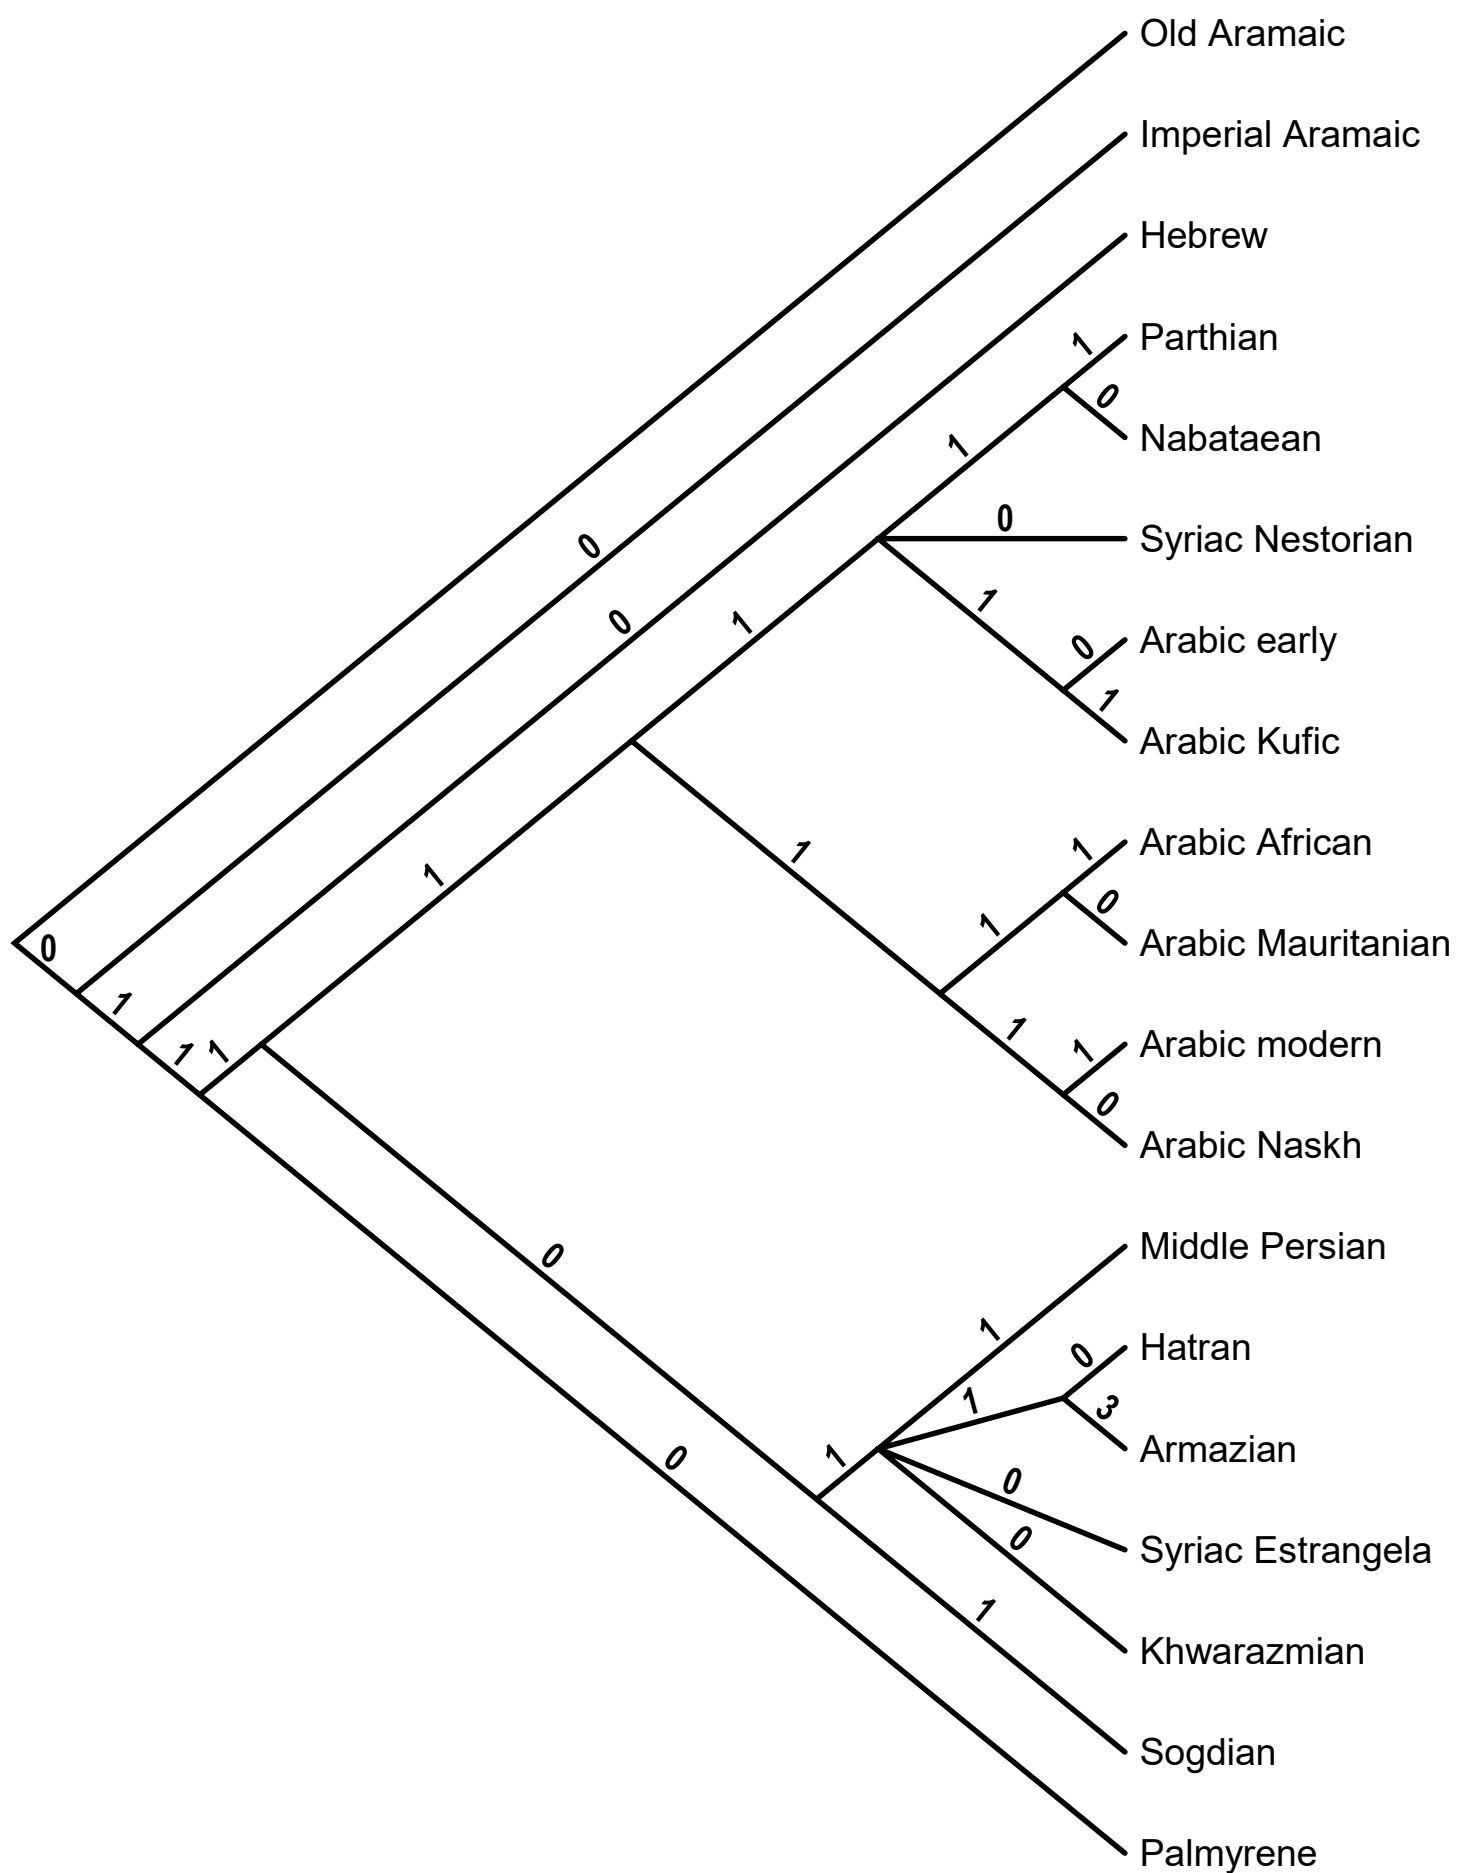 Old Aramaic
Imperial Aramaic
Hebrew
1
Parthian
0
Nabataean
1
0
Syriac Nestorian
0
1
0
Arabic early
0
1
1
Arabic Kufic
1
1
Arabic African
1
0
1
Arabic Mauritanian
0
1
1
1
1
1
Arabic modern
0
Arabic Naskh
0
Middle Persian
1
0
Hatran
1
3
Armazian
0
1
0
Syriac Estrangela
0
Khwarazmian
1
Sogdian
Palmyrene